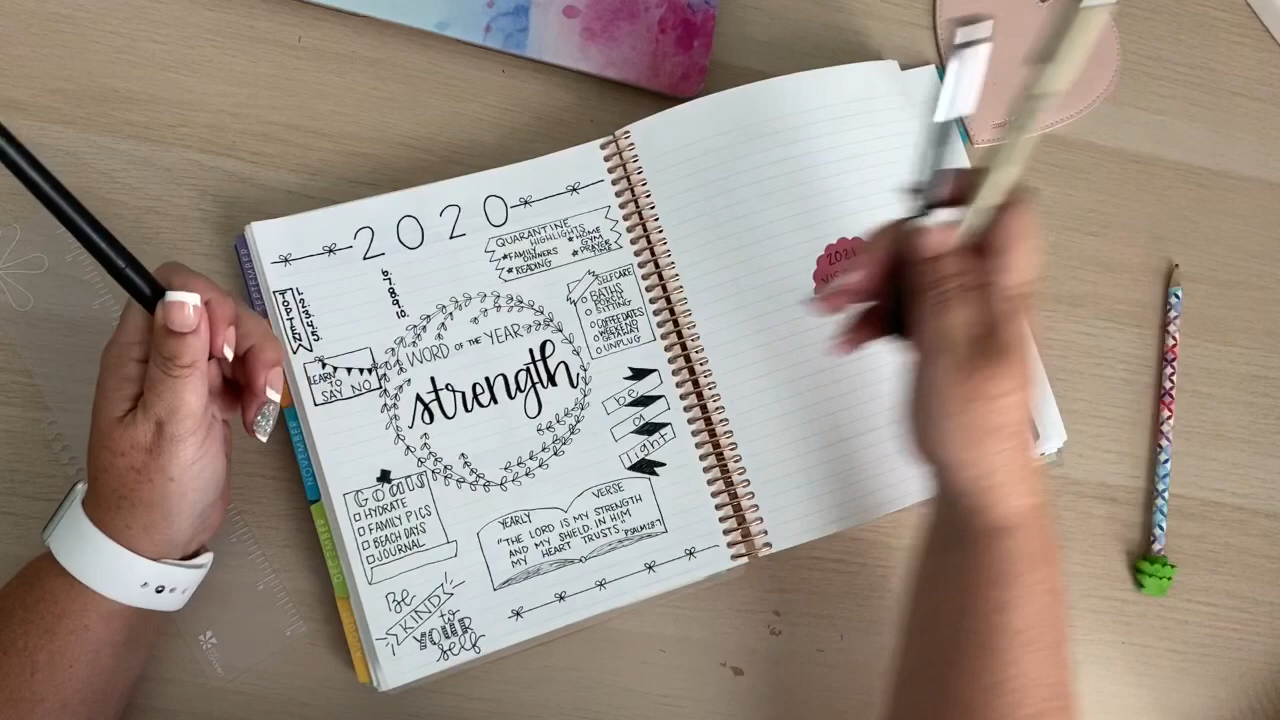 2020
QUARANTINE
HIGHLIGHTS
*FAMILY
DINNERS
*READING
*HOME
GYM
*PRAYER
TIME
TOP TEN
1.
2.
3.
4.
5.
6.
7.
8.
9.
10.
SELFCARE
BATHS
WORSHIP
SITTING
COFFEE DATES
WEEKEND
GETAWAY
UNPLUG
LEARN
TO
SAY NO
WORD OF THE YEAR
strength
be
a
light
Goals
HYDRATE
FAMILY PICS
BEACH DAYS
JOURNAL
YEARLY VERSE
"THE LORD IS MY STRENGTH
AND MY SHIELD. IN HIM
MY HEART TRUSTS."
PSALM 28:7
Be
KIND
to
YOUR
self
2021
SEPTEMBER
NOVEMBER
DECEMBER